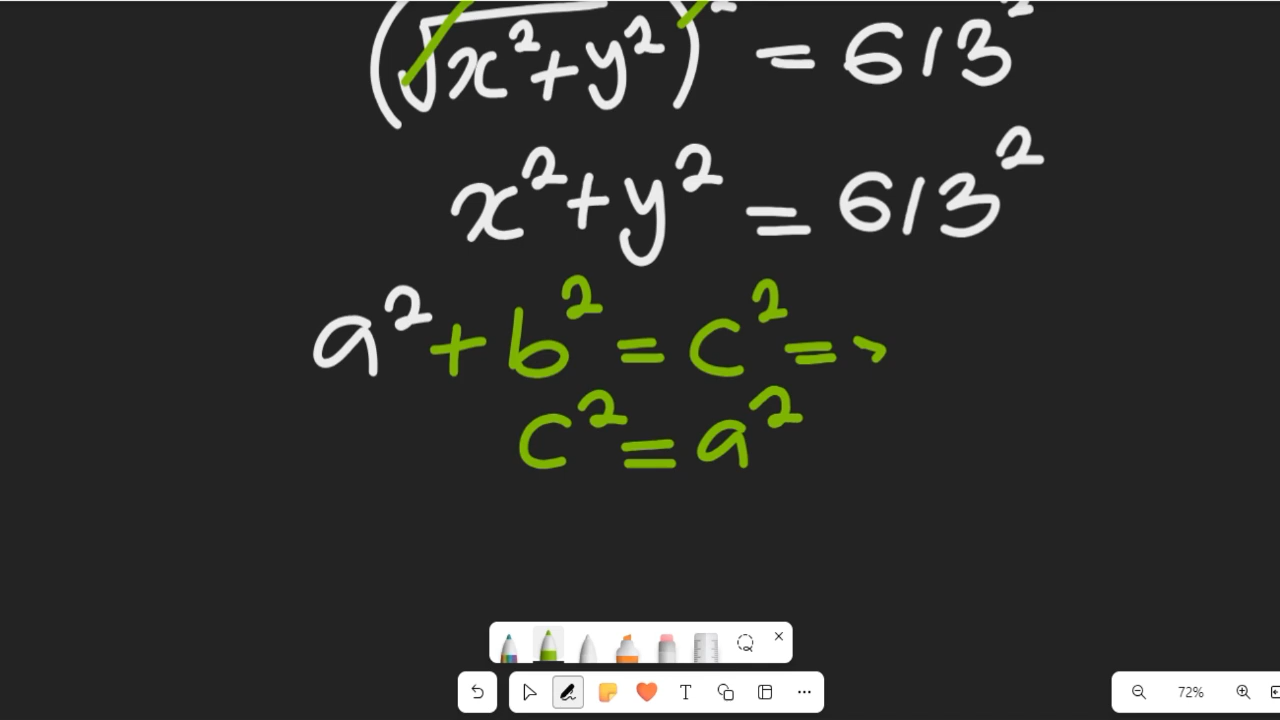 (√x²+y²)² = 613²
x²+y² = 613²
a²+b² = c² =>
c² = a²
T
72%